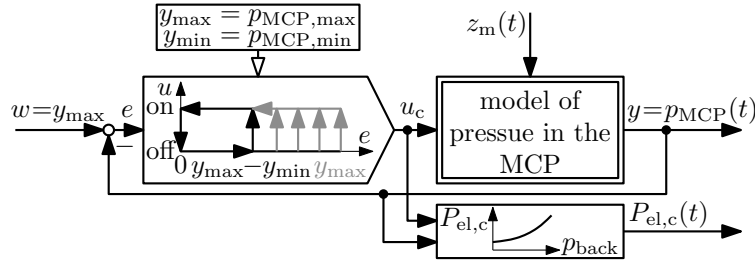 y_max = p_MCP,max
y_min = p_MCP,min
z_m(t)
w=y_max
e
−
u
on
off
0
y_max−y_min
y_max
e
u_c
model of
pressue in the
MCP
y=p_MCP(t)
P_el,c
p_back
P_el,c(t)